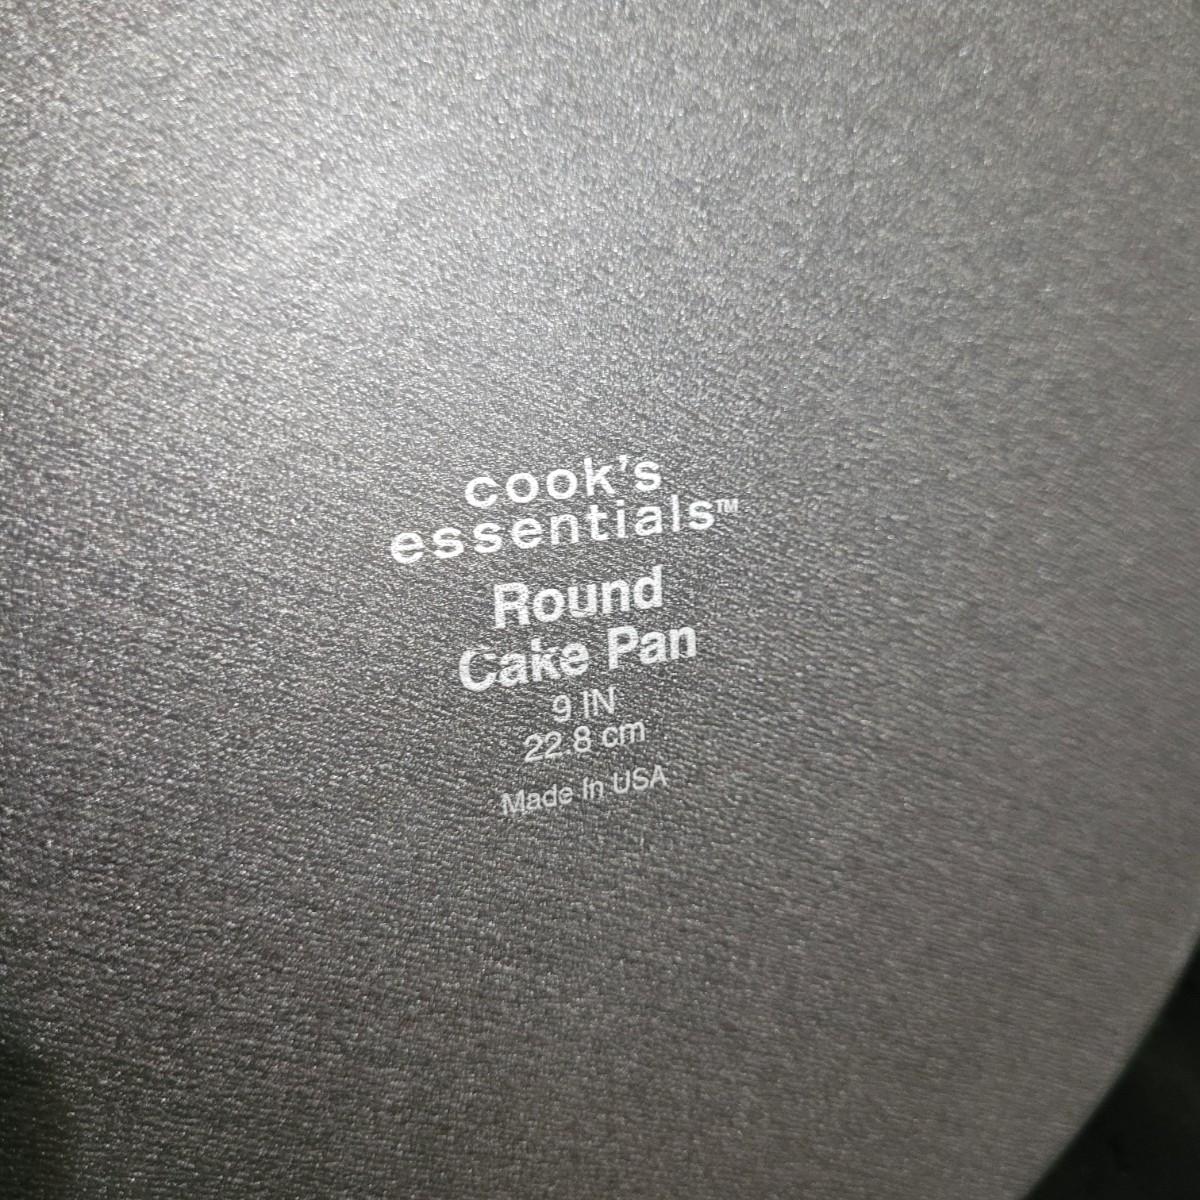 cook's
essentials™
Round
Cake Pan
9 IN
22.8 cm
Made In USA